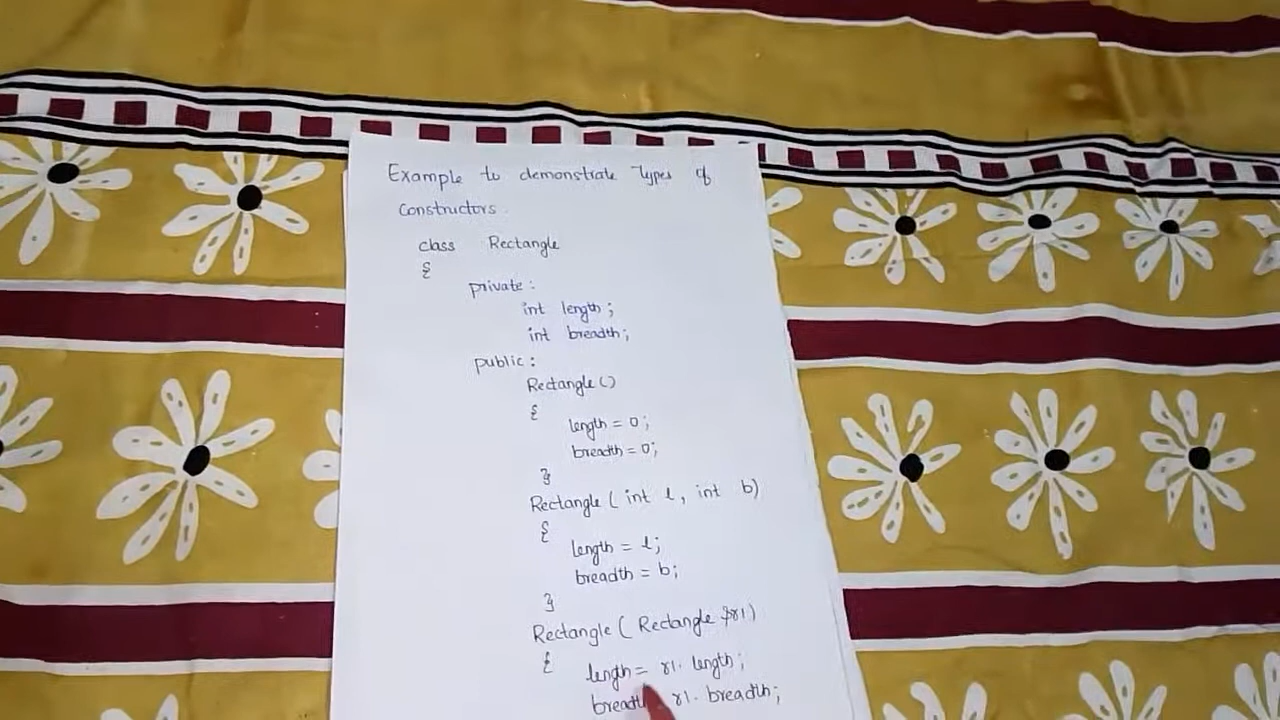 Example to demonstrate Types of
Constructors.
class Rectangle
{
private:
int length;
int breadth;
public:
Rectangle()
{
length = 0;
breadth = 0;
}
Rectangle ( int l, int b)
{
length = l;
breadth = b;
}
Rectangle ( Rectangle &r1)
{
length = r1. length;
breadth r1. breadth;